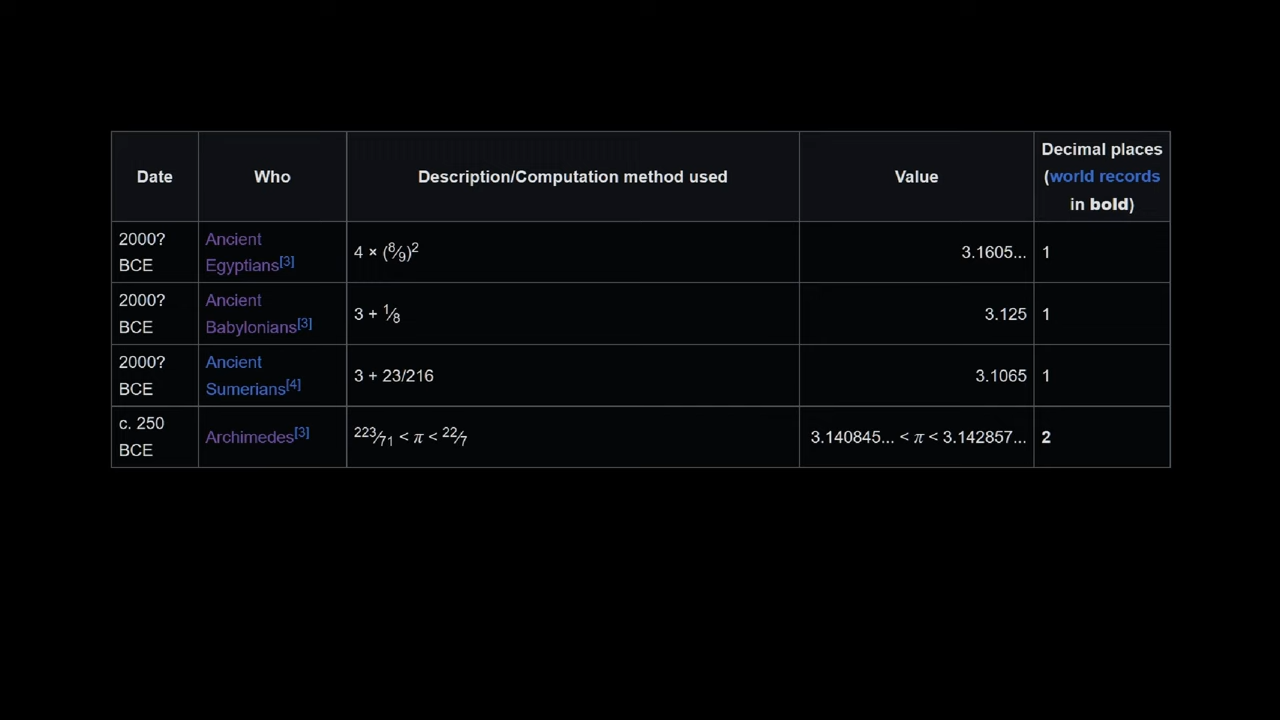 Date
Who
Description/Computation method used
Value
Decimal places
(world records
in bold)
2000?
BCE
Ancient
Egyptians[3]
4 × (8⁄9)²
3.1605...
1
2000?
BCE
Ancient
Babylonians[3]
3 + 1⁄8
3.125
1
2000?
BCE
Ancient
Sumerians[4]
3 + 23/216
3.1065
1
c. 250
BCE
Archimedes[3]
223⁄71 < π < 22⁄7
3.140845... < π < 3.142857...
2